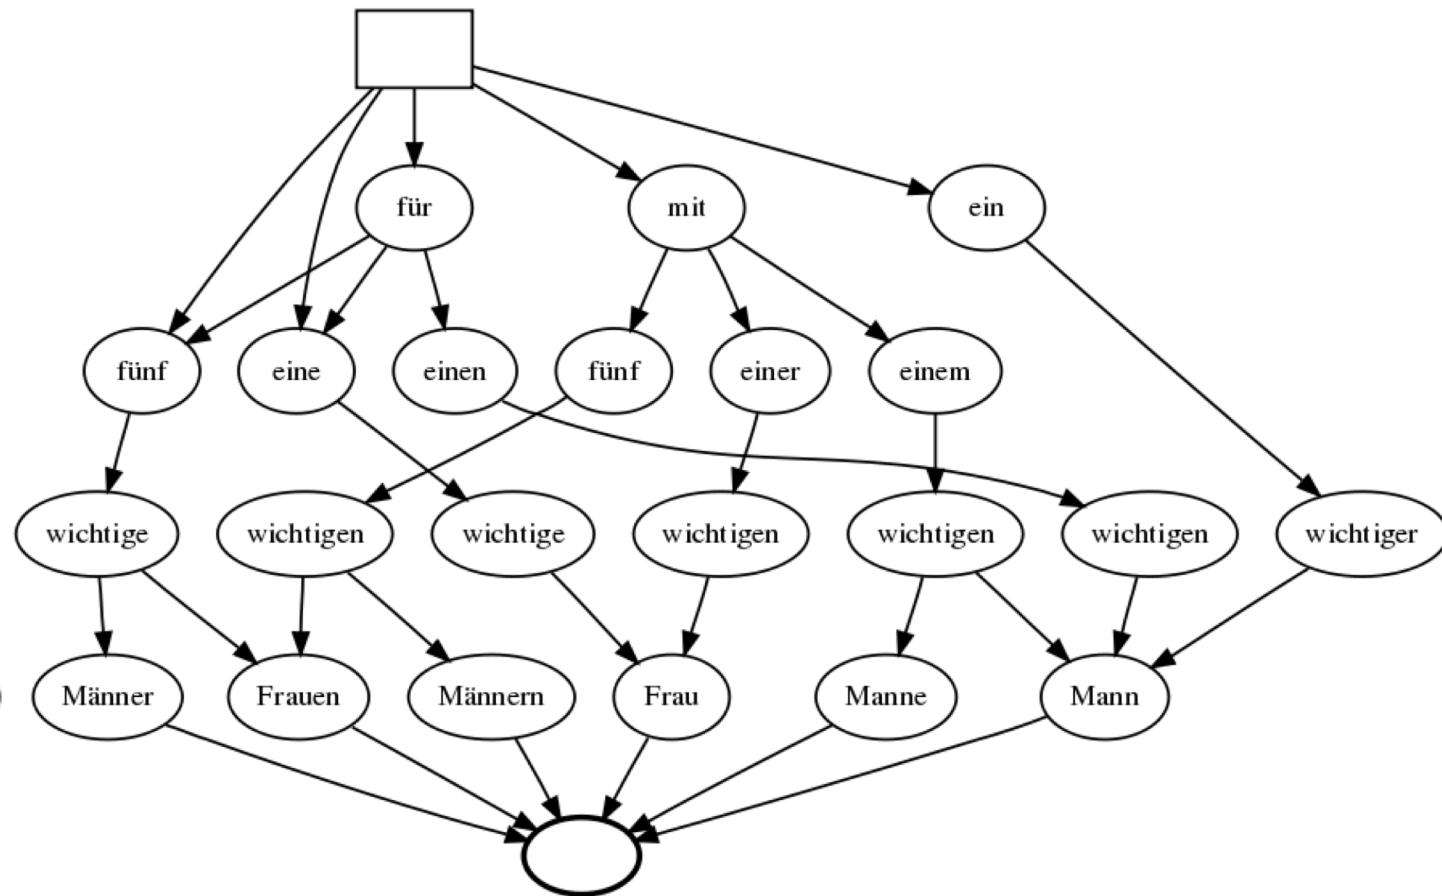 für mit ein
fünf eine einen fünf einer einem
wichtige wichtigen wichtige wichtigen wichtigen wichtigen wichtiger
Männer Frauen Männern Frau Manne Mann